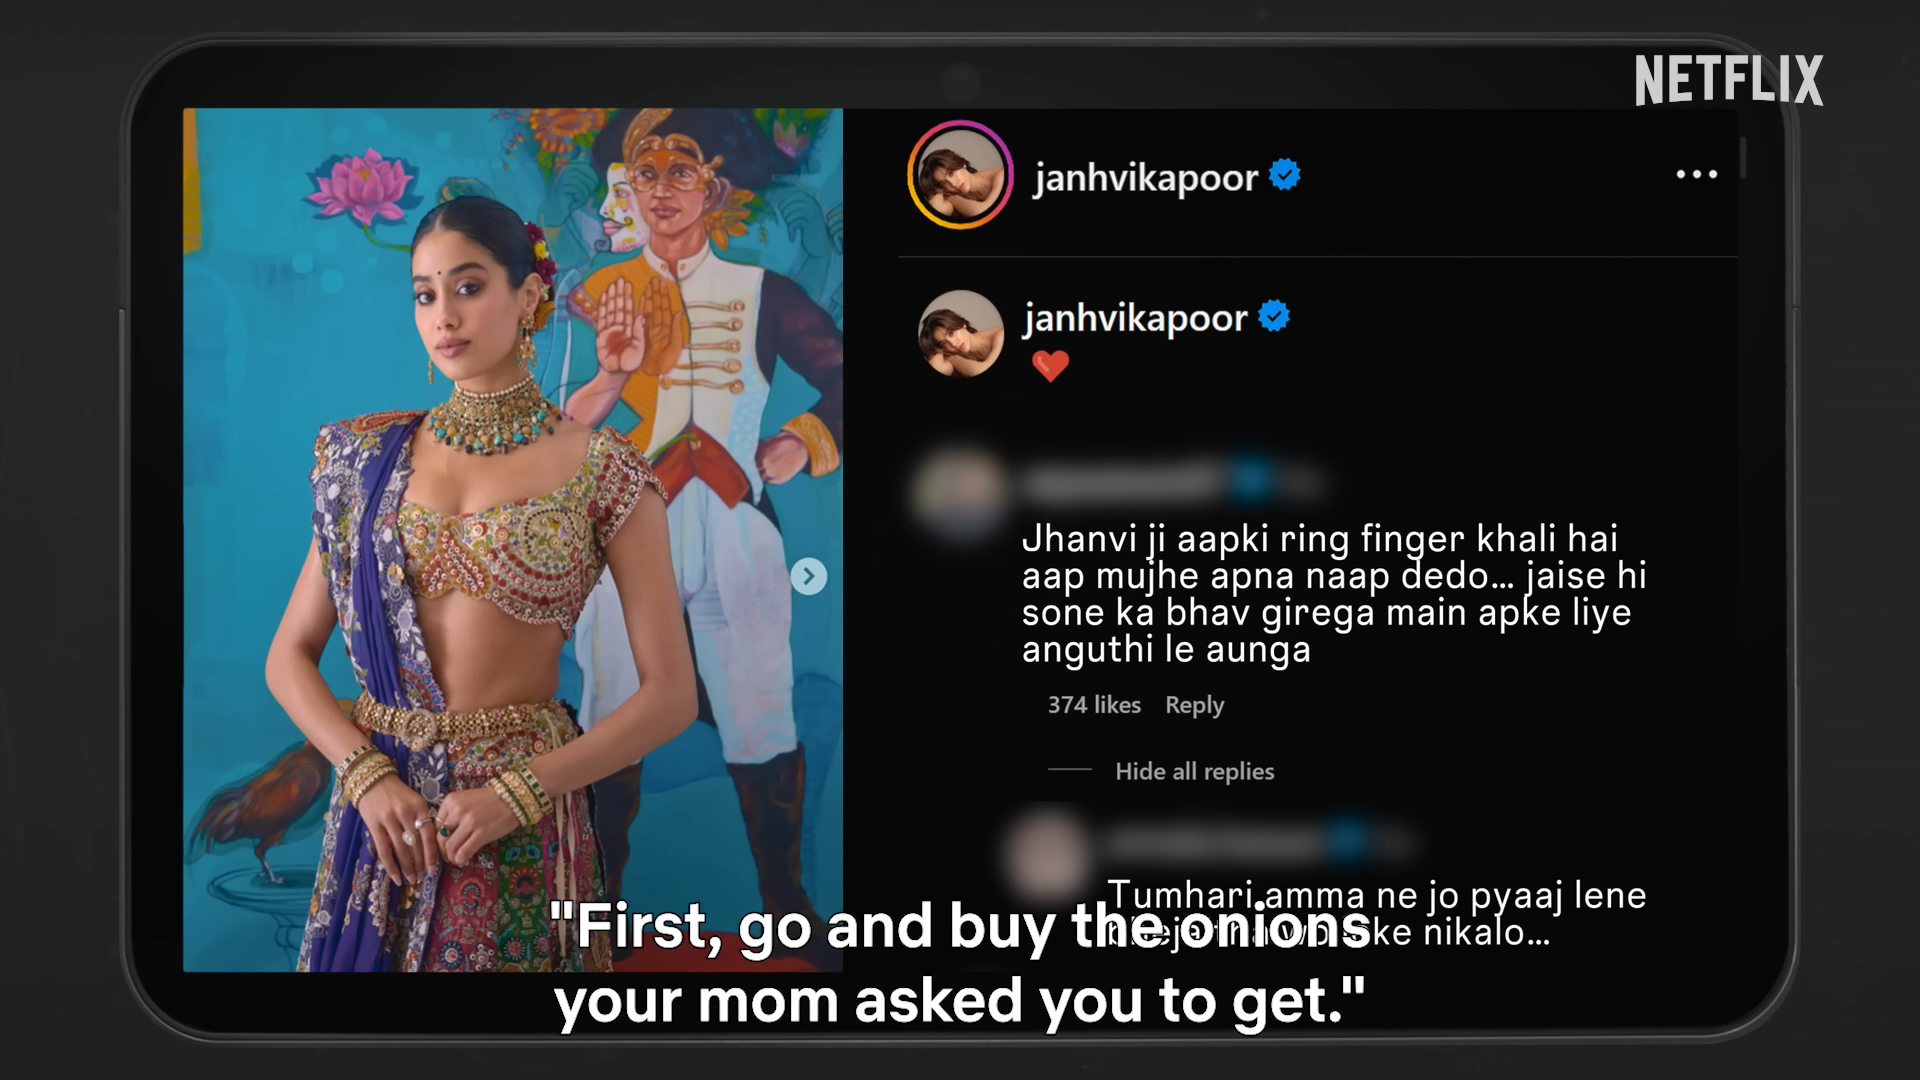 NETFLIX
janhvikapoor
janhvikapoor
Jhanvi ji aapki ring finger khali hai
aap mujhe apna naap dedo... jaise hi
sone ka bhav girega main apke liye
anguthi le aunga
374 likes Reply
Hide all replies
Tumhari amma ne jo pyaaj lene
nikalo...
"First, go and buy the onions
your mom asked you to get."